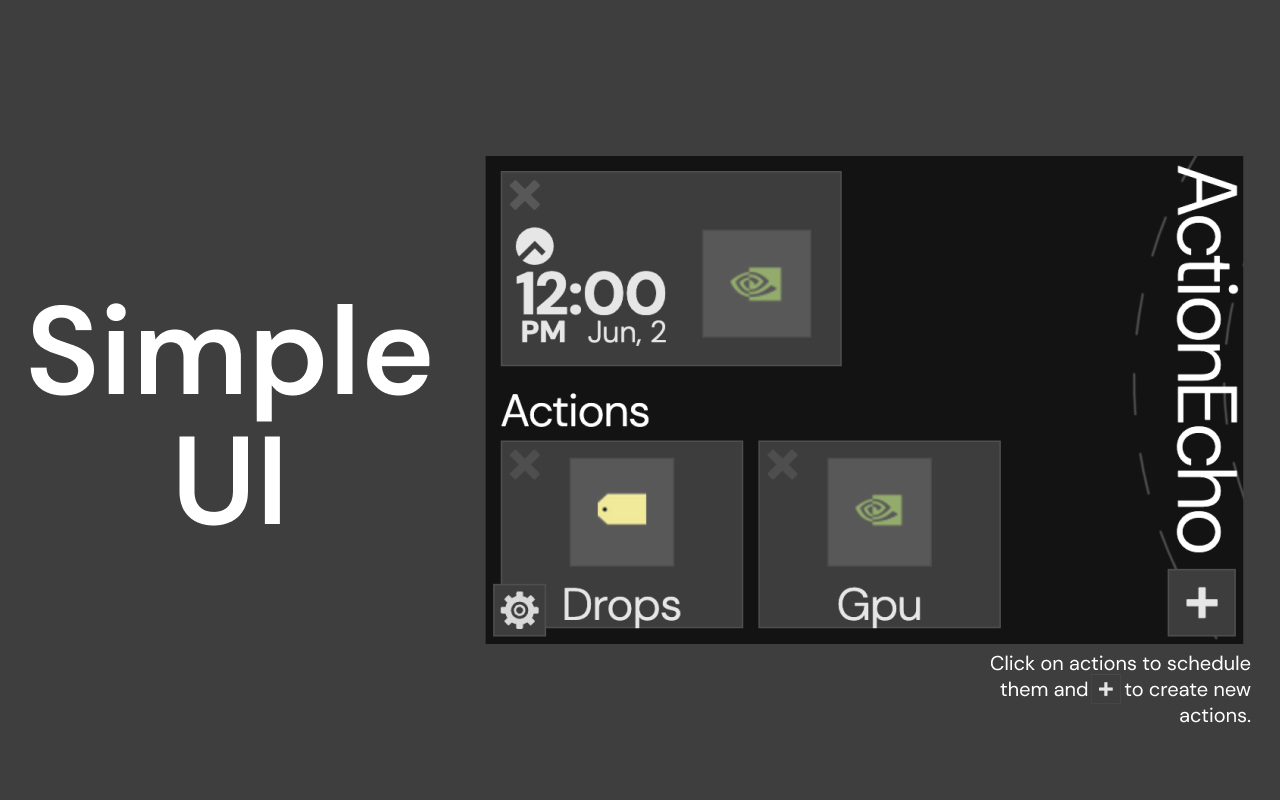 Simple
UI
12:00
PM Jun, 2
Actions
Drops
Gpu
ActionEcho
+
Click on actions to schedule
them and + to create new
actions.